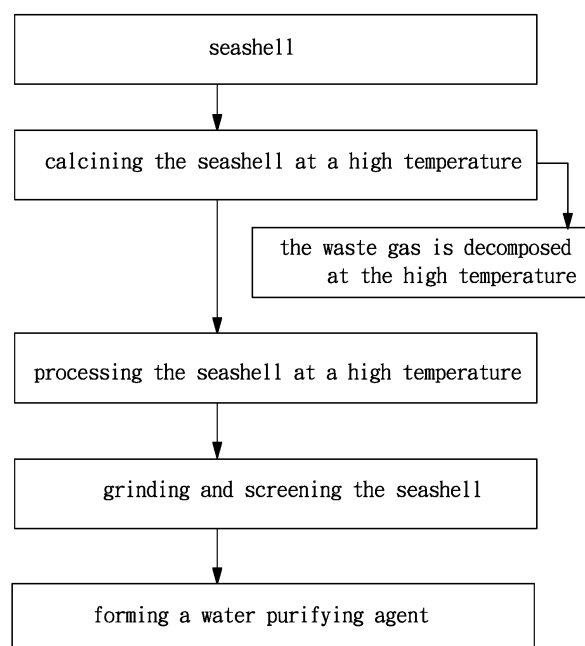 seashell
calcining the seashell at a high temperature
the waste gas is decomposed
at the high temperature
processing the seashell at a high temperature
grinding and screening the seashell
forming a water purifying agent